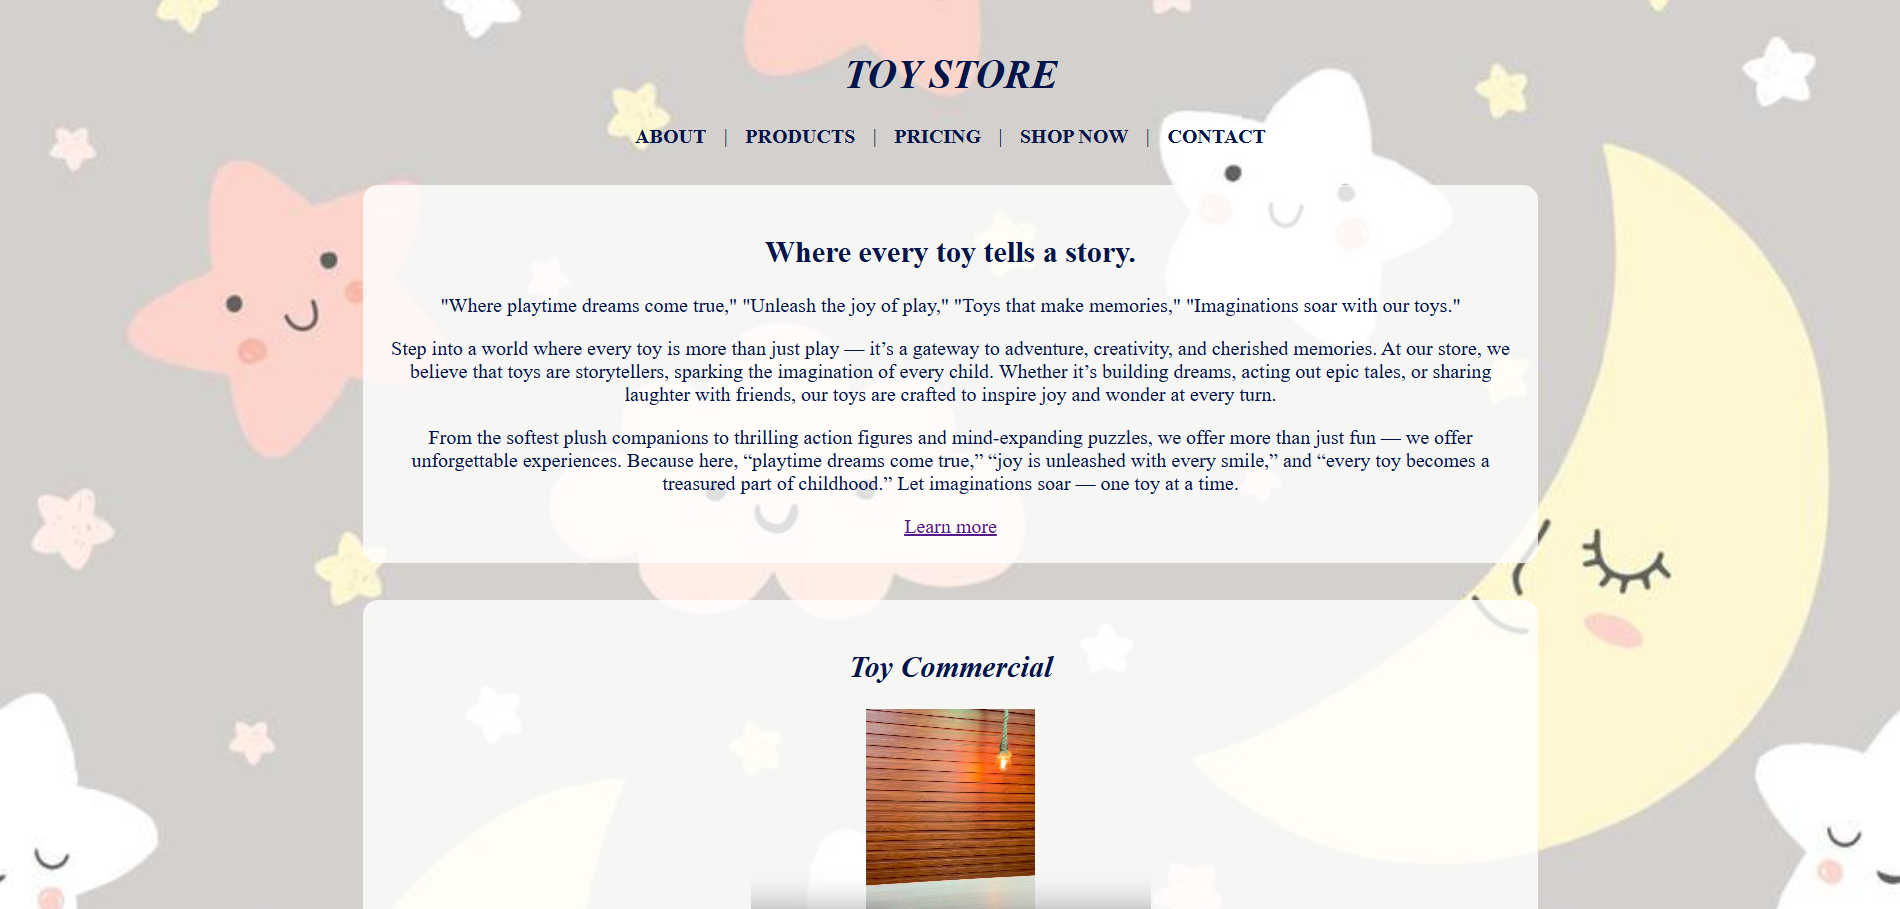 TOY STORE
ABOUT | PRODUCTS | PRICING | SHOP NOW | CONTACT
Where every toy tells a story.
"Where playtime dreams come true," "Unleash the joy of play," "Toys that make memories," "Imaginations soar with our toys."
Step into a world where every toy is more than just play — it’s a gateway to adventure, creativity, and cherished memories. At our store, we
believe that toys are storytellers, sparking the imagination of every child. Whether it’s building dreams, acting out epic tales, or sharing
laughter with friends, our toys are crafted to inspire joy and wonder at every turn.
From the softest plush companions to thrilling action figures and mind-expanding puzzles, we offer more than just fun — we offer
unforgettable experiences. Because here, “playtime dreams come true,” “joy is unleashed with every smile,” and “every toy becomes a
treasured part of childhood.” Let imaginations soar — one toy at a time.
Learn more
Toy Commercial